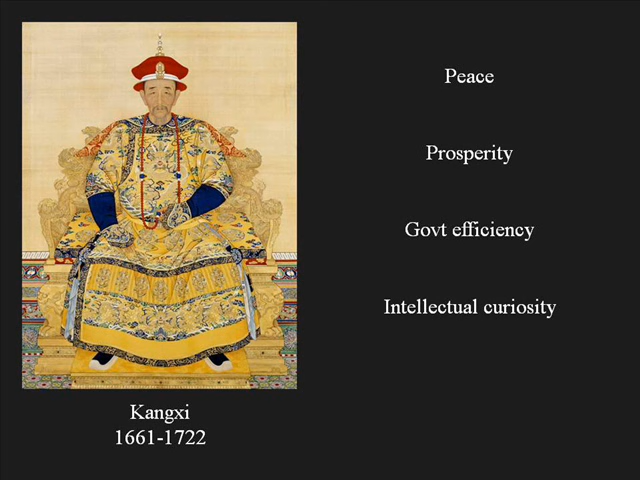 Peace
Prosperity
Govt efficiency
Intellectual curiosity
Kangxi
1661-1722